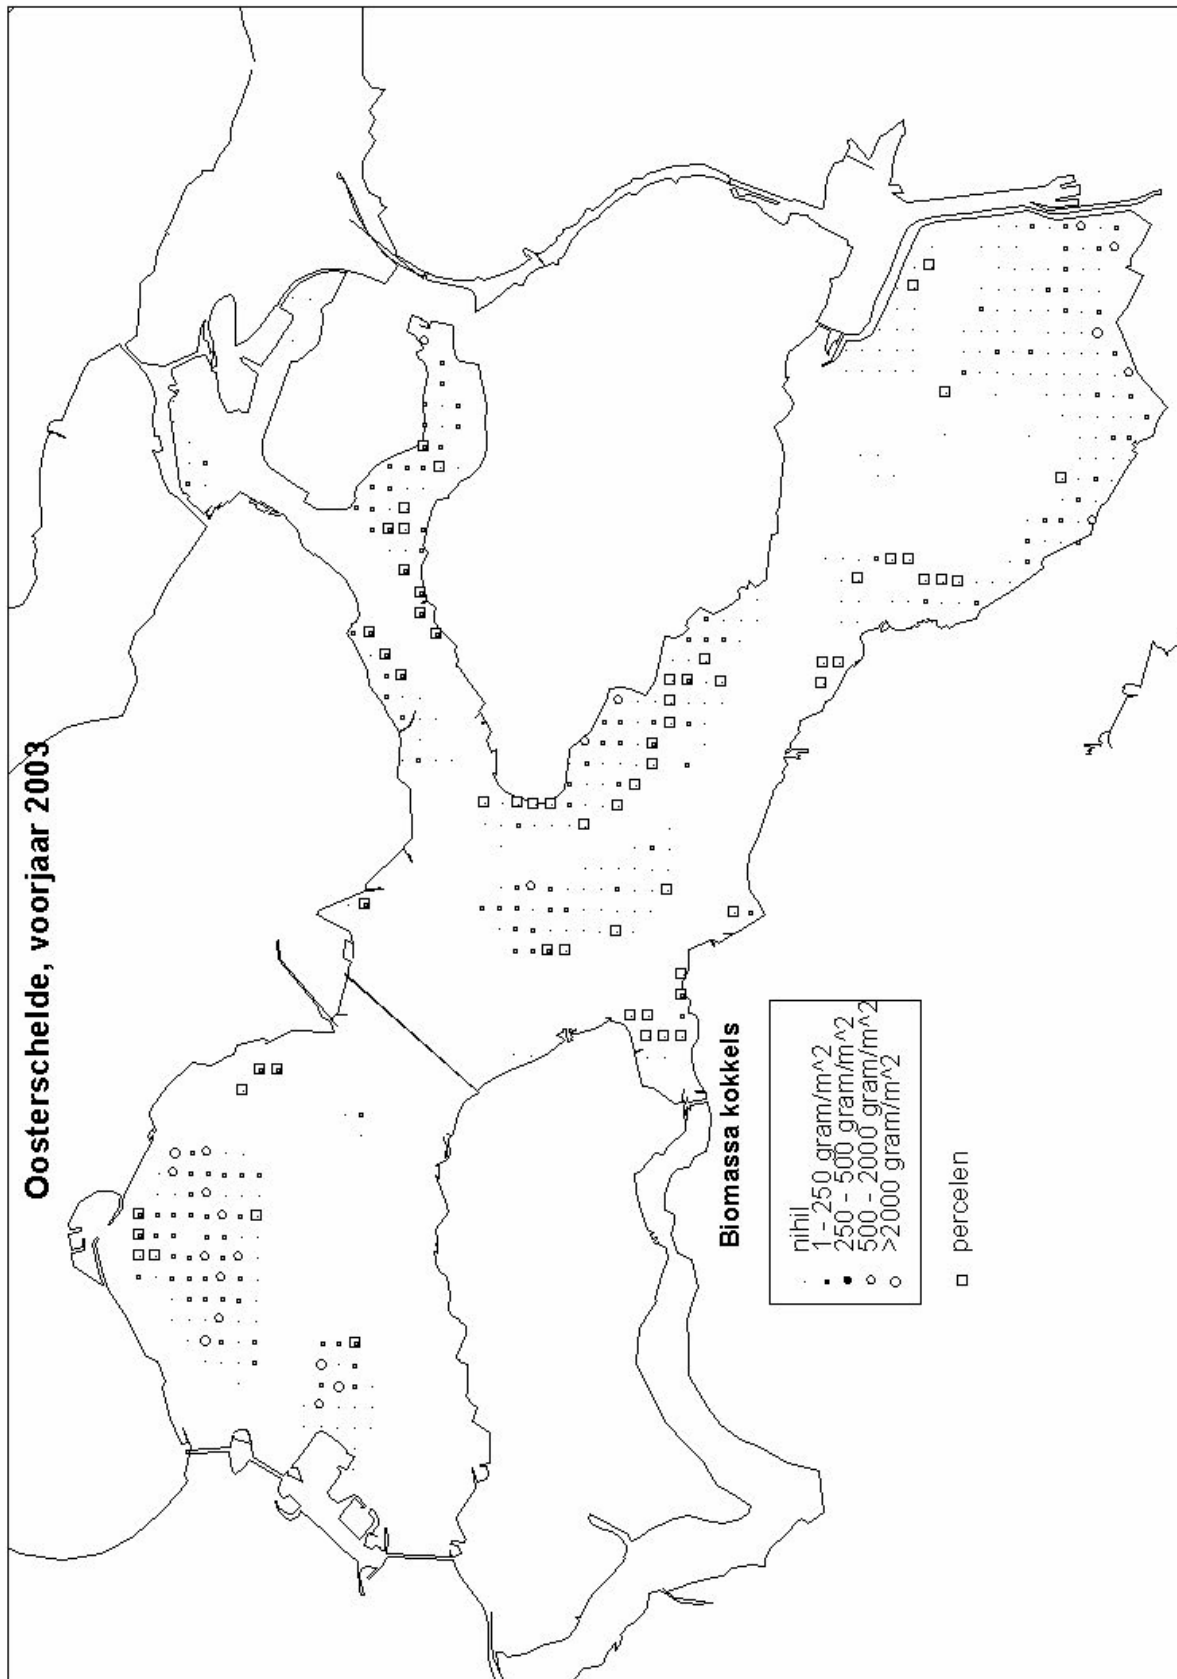 Oosterschelde, voorjaar 2003
Biomassa kokkels
nihil
1 - 250 gram/m^2
250 - 500 gram/m^2
500 - 2000 gram/m^2
>2000 gram/m^2
percelen